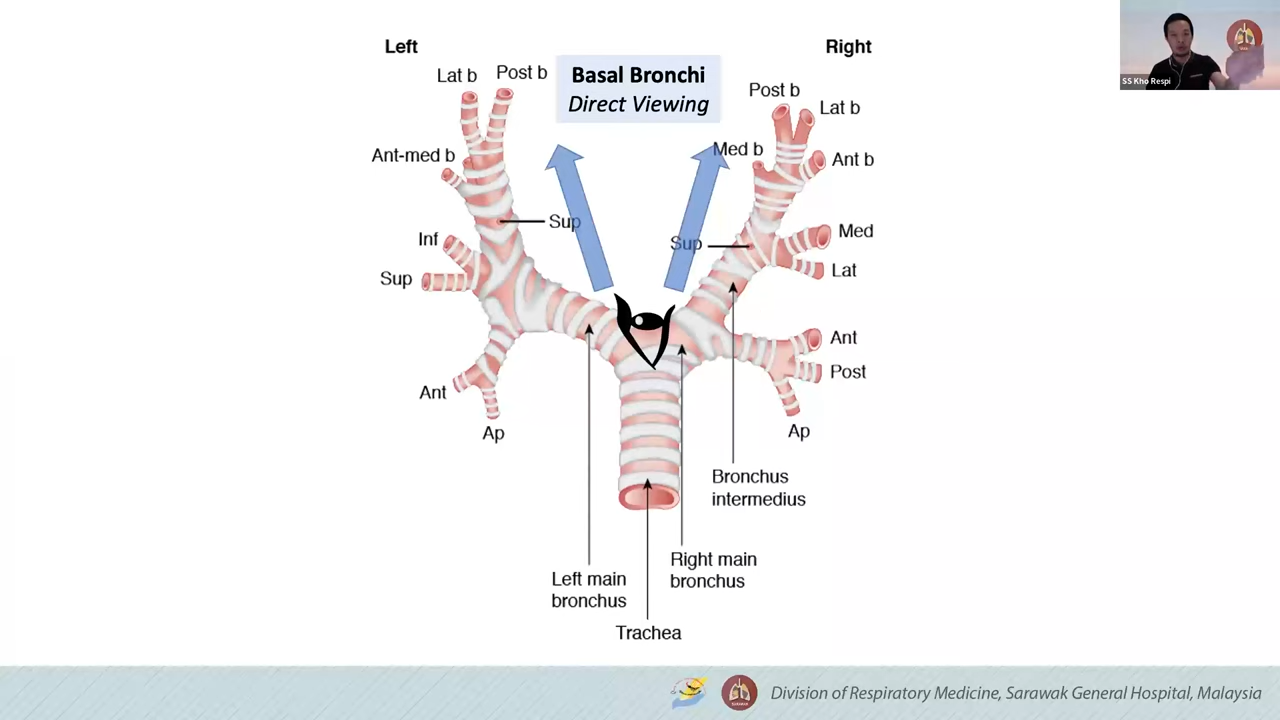 Left
Right
Basal Bronchi
Direct Viewing
Lat b
Post b
Ant-med b
Sup
Inf
Sup
Ant
Ap
Post b
Lat b
Med b
Ant b
Sup
Med
Lat
Ant
Post
Ap
Bronchus
intermedius
Right main
bronchus
Left main
bronchus
Trachea
SS Kho Respi
Division of Respiratory Medicine, Sarawak General Hospital, Malaysia
SARAWAK